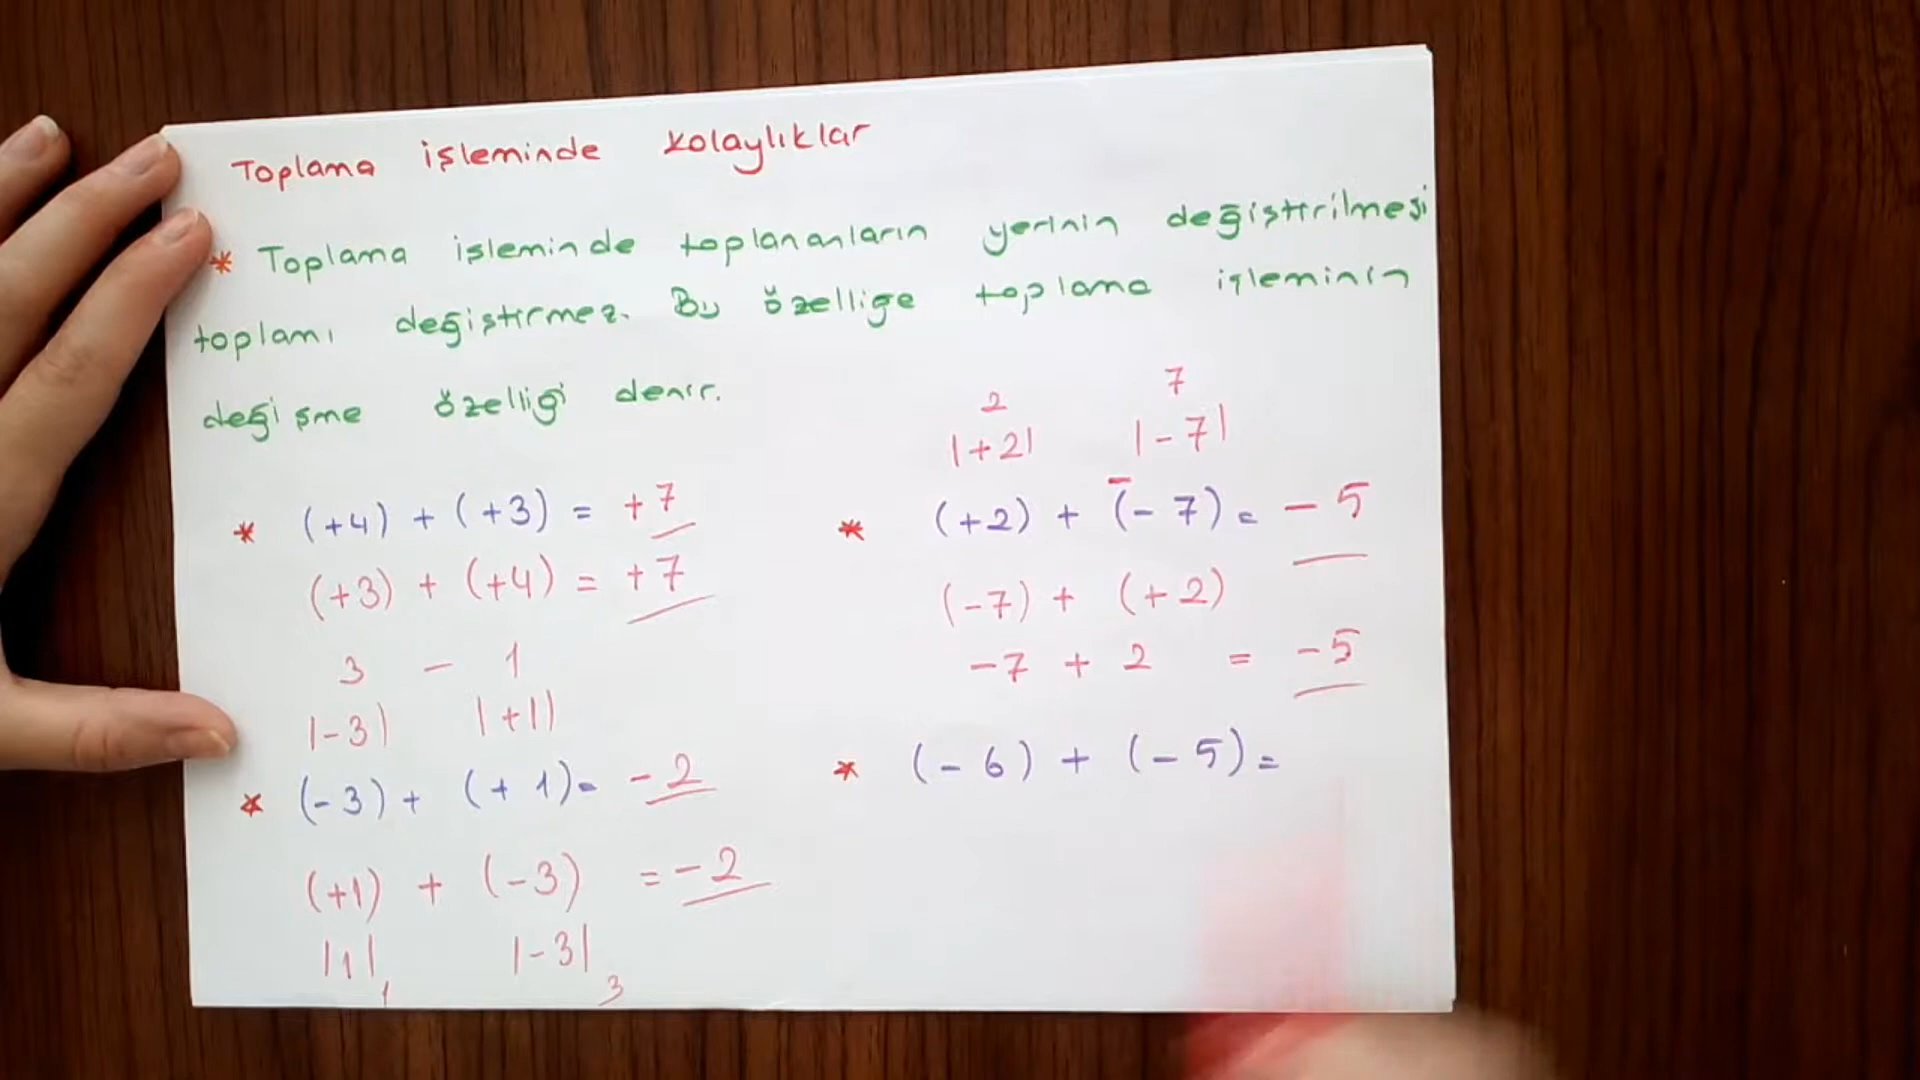 Toplama işleminde kolaylıklar
* Toplama işleminde toplananların yerinin değiştirilmesi
toplamı değiştirmez. Bu özelliğe toplama işleminin
değişme özelliği denir.
* (+4) + (+3) = +7
(+3) + (+4) = +7
3 - 1
|-3| |+1|
* (-3) + (+1) = -2
(+1) + (-3) = -2
|1| |-3|
1 3
2 7
|+2| |-7|
* (+2) + (-7) = -5
(-7) + (+2)
-7 + 2 = -5
* (-6) + (-5) =